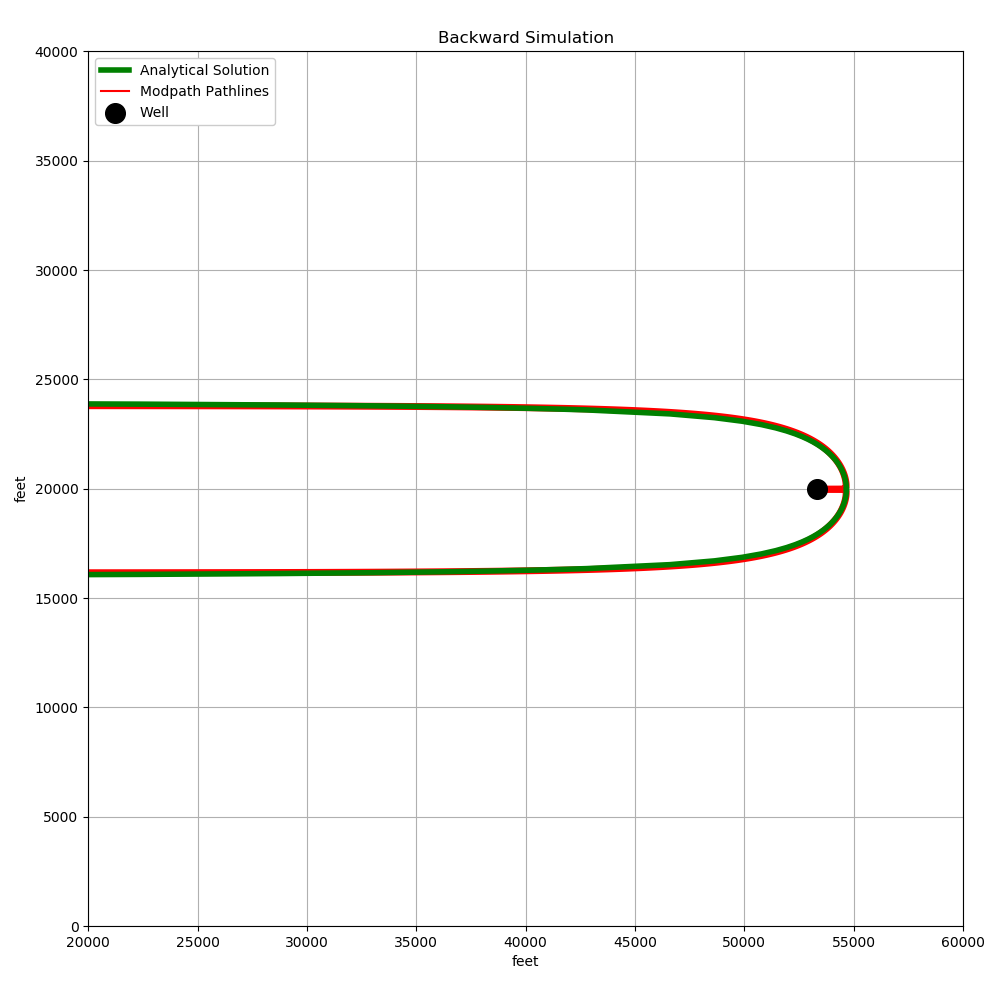 Backward Simulation
Analytical Solution
Modpath Pathlines
Well
40000
35000
30000
25000
20000
15000
10000
5000
0
feet
20000 25000 30000 35000 40000 45000 50000 55000 60000
feet